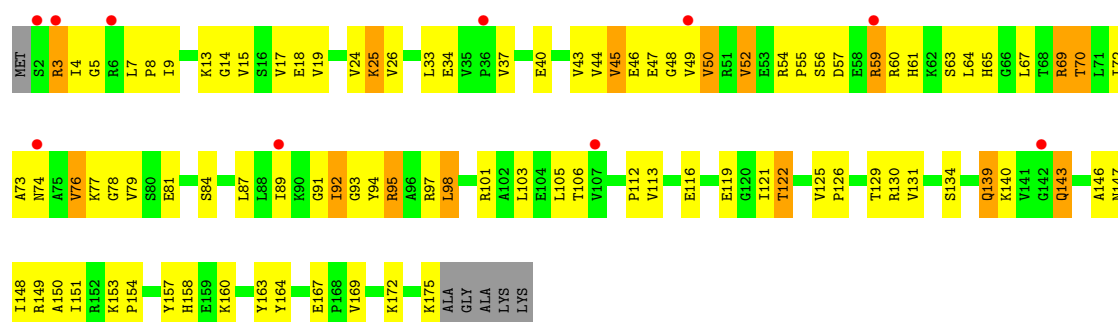 MET S2 R3 I4 G5 R6 L7 P8 I9 K13 G14 V15 S16 V17 E18 V19 V24 K25 V26 L33 E34 V35 P36 V37 E40 V43 V44 V45 E46 E47 G48 V49 V50 R51 V52 E53 R54 P55 S56 D57 E58 R59 R60 H61 K62 S63 L64 H65 G66 L67 T68 R69 T70 L71 I72
A73 N74 A75 V76 K77 G78 V79 S80 E81 S84 L87 L88 I89 K90 G91 I92 G93 Y94 R95 A96 R97 L98 R101 A102 L103 E104 L105 T106 V107 P112 V113 E116 E119 G120 I121 T122 V125 P126 T129 R130 V131 S134 Q139 K140 V141 G142 Q143 A146 N147
I148 R149 A150 I151 R152 K153 P154 Y157 H158 E159 K160 Y163 Y164 E167 P168 V169 K172 K175 ALA GLY ALA LYS LYS